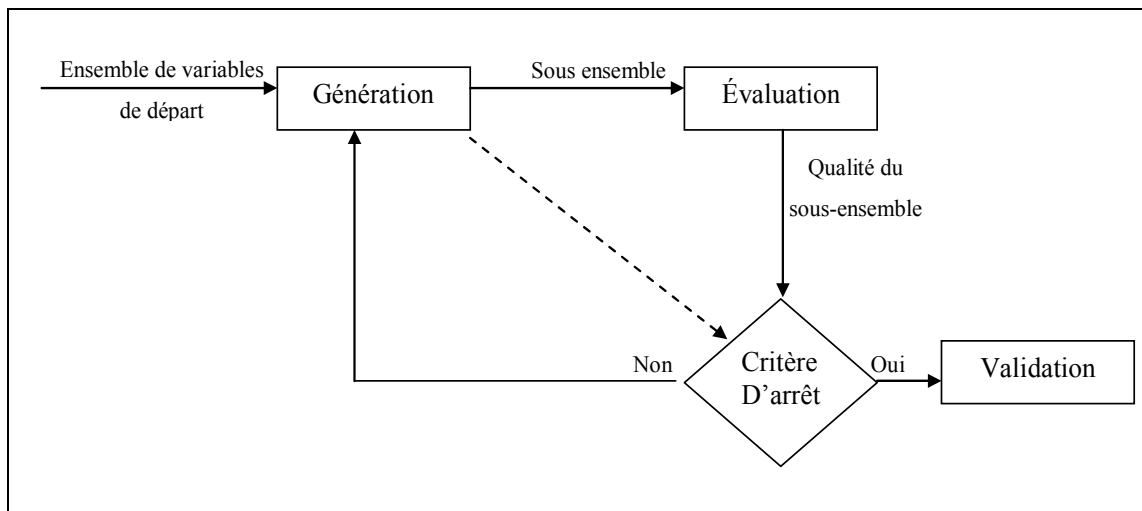 Ensemble de variables
de départ
Génération
Sous ensemble
Évaluation
Qualité du
sous-ensemble
Non
Critère
D’arrêt
Oui
Validation